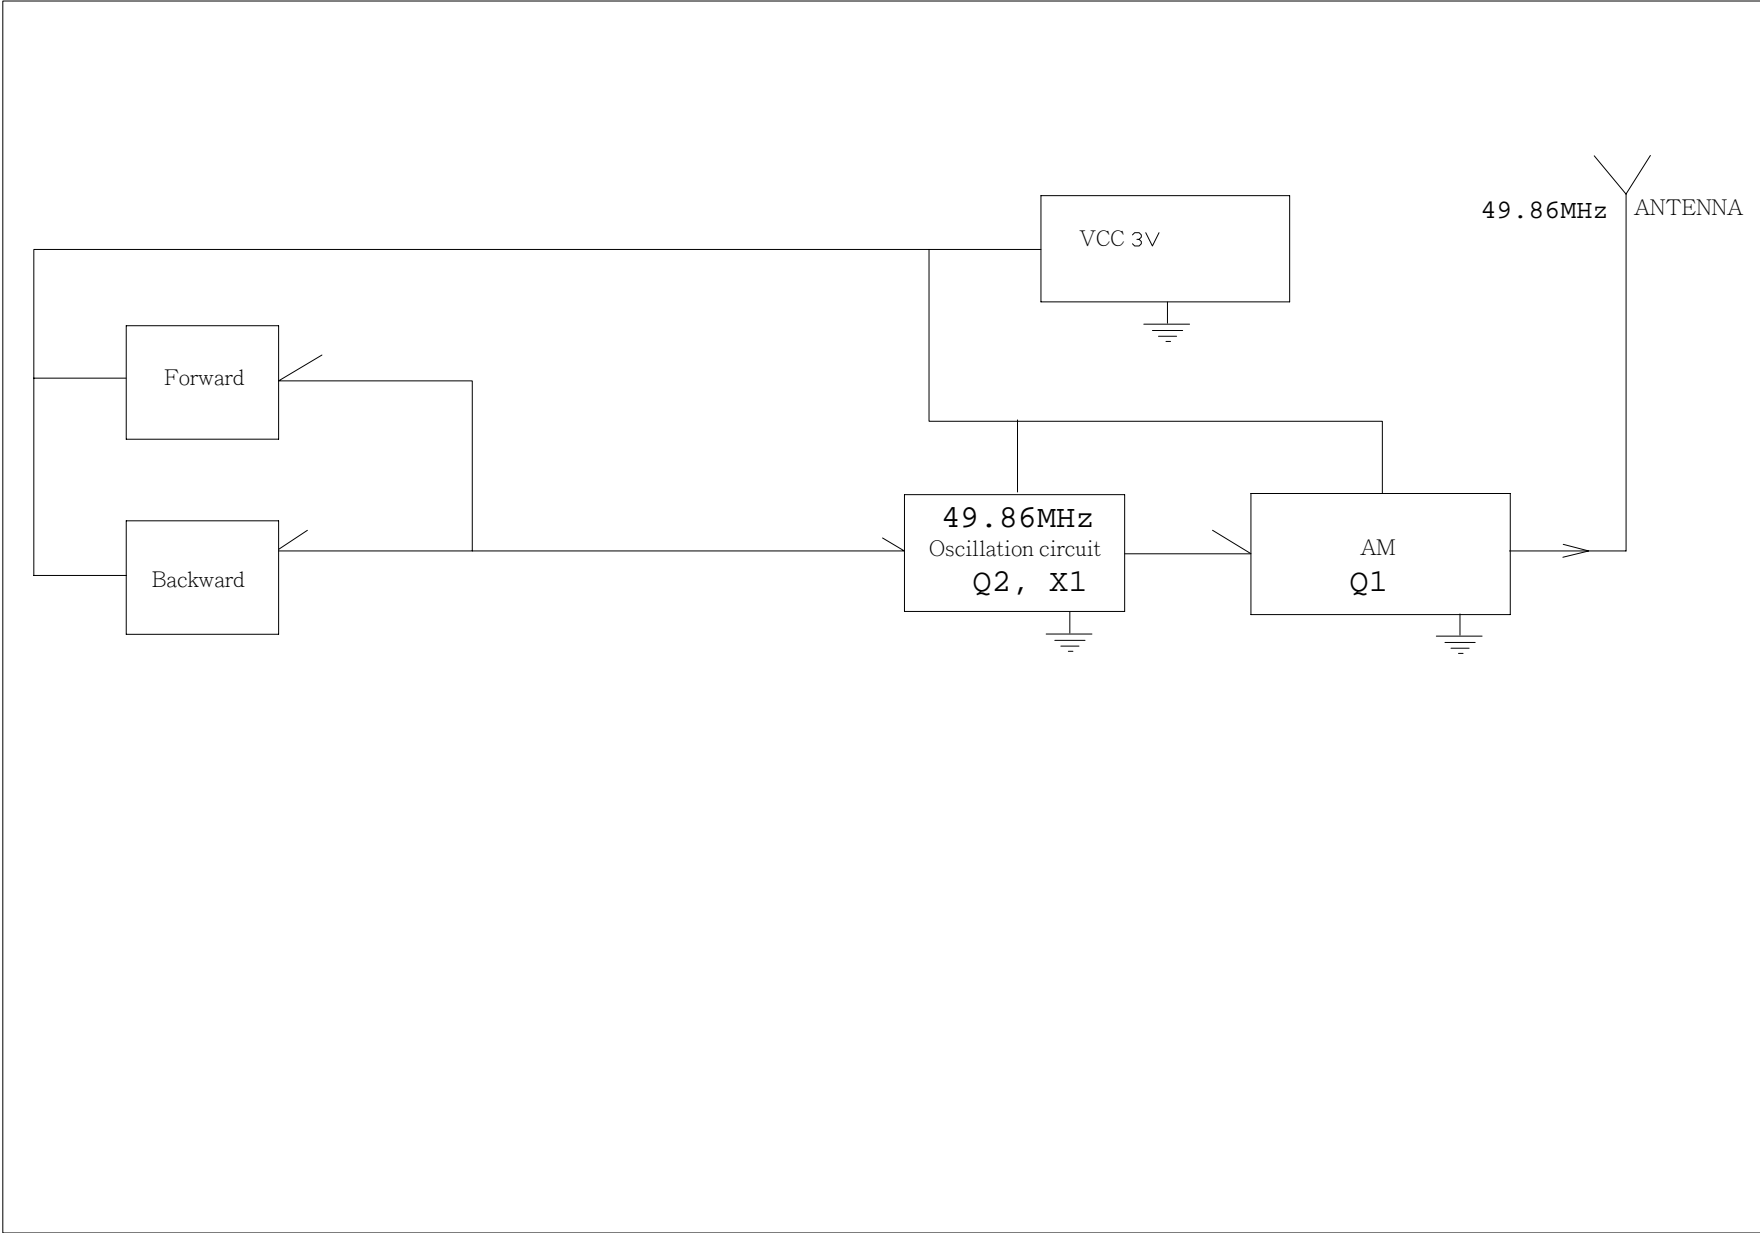 49.86MHz
ANTENNA
VCC 3V
Forward
Backward
49.86MHz
Oscillation circuit
Q2, X1
AM
Q1